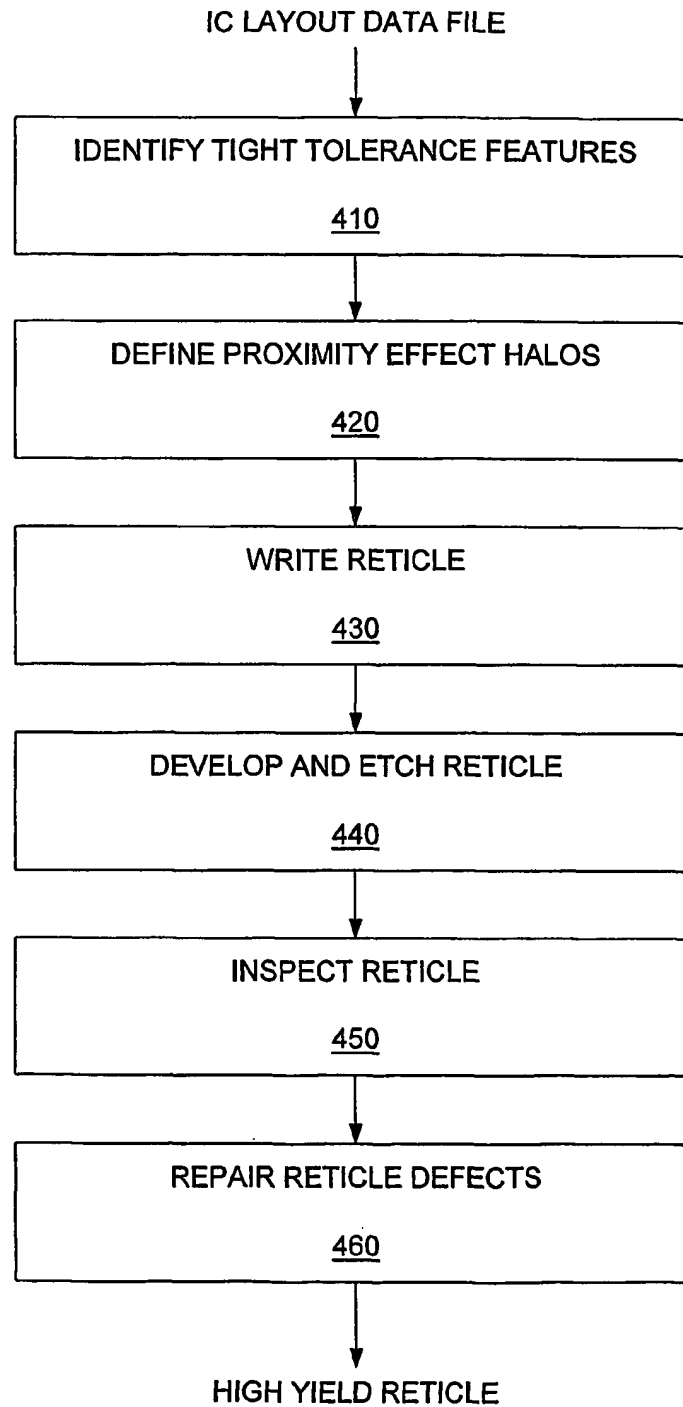 IC LAYOUT DATA FILE
IDENTIFY TIGHT TOLERANCE FEATURES
410
DEFINE PROXIMITY EFFECT HALOS
420
WRITE RETICLE
430
DEVELOP AND ETCH RETICLE
440
INSPECT RETICLE
450
REPAIR RETICLE DEFECTS
460
HIGH YIELD RETICLE